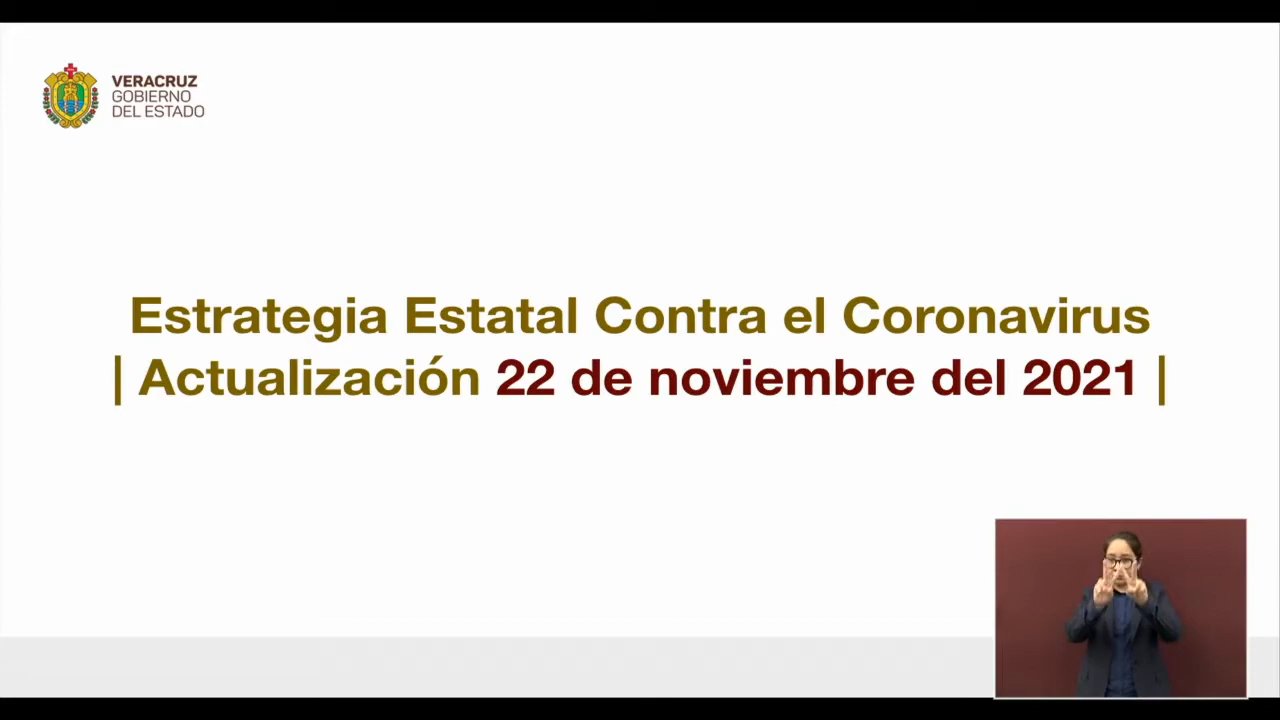 VERACRUZ
GOBIERNO
DEL ESTADO
Estrategia Estatal Contra el Coronavirus
| Actualización 22 de noviembre del 2021 |